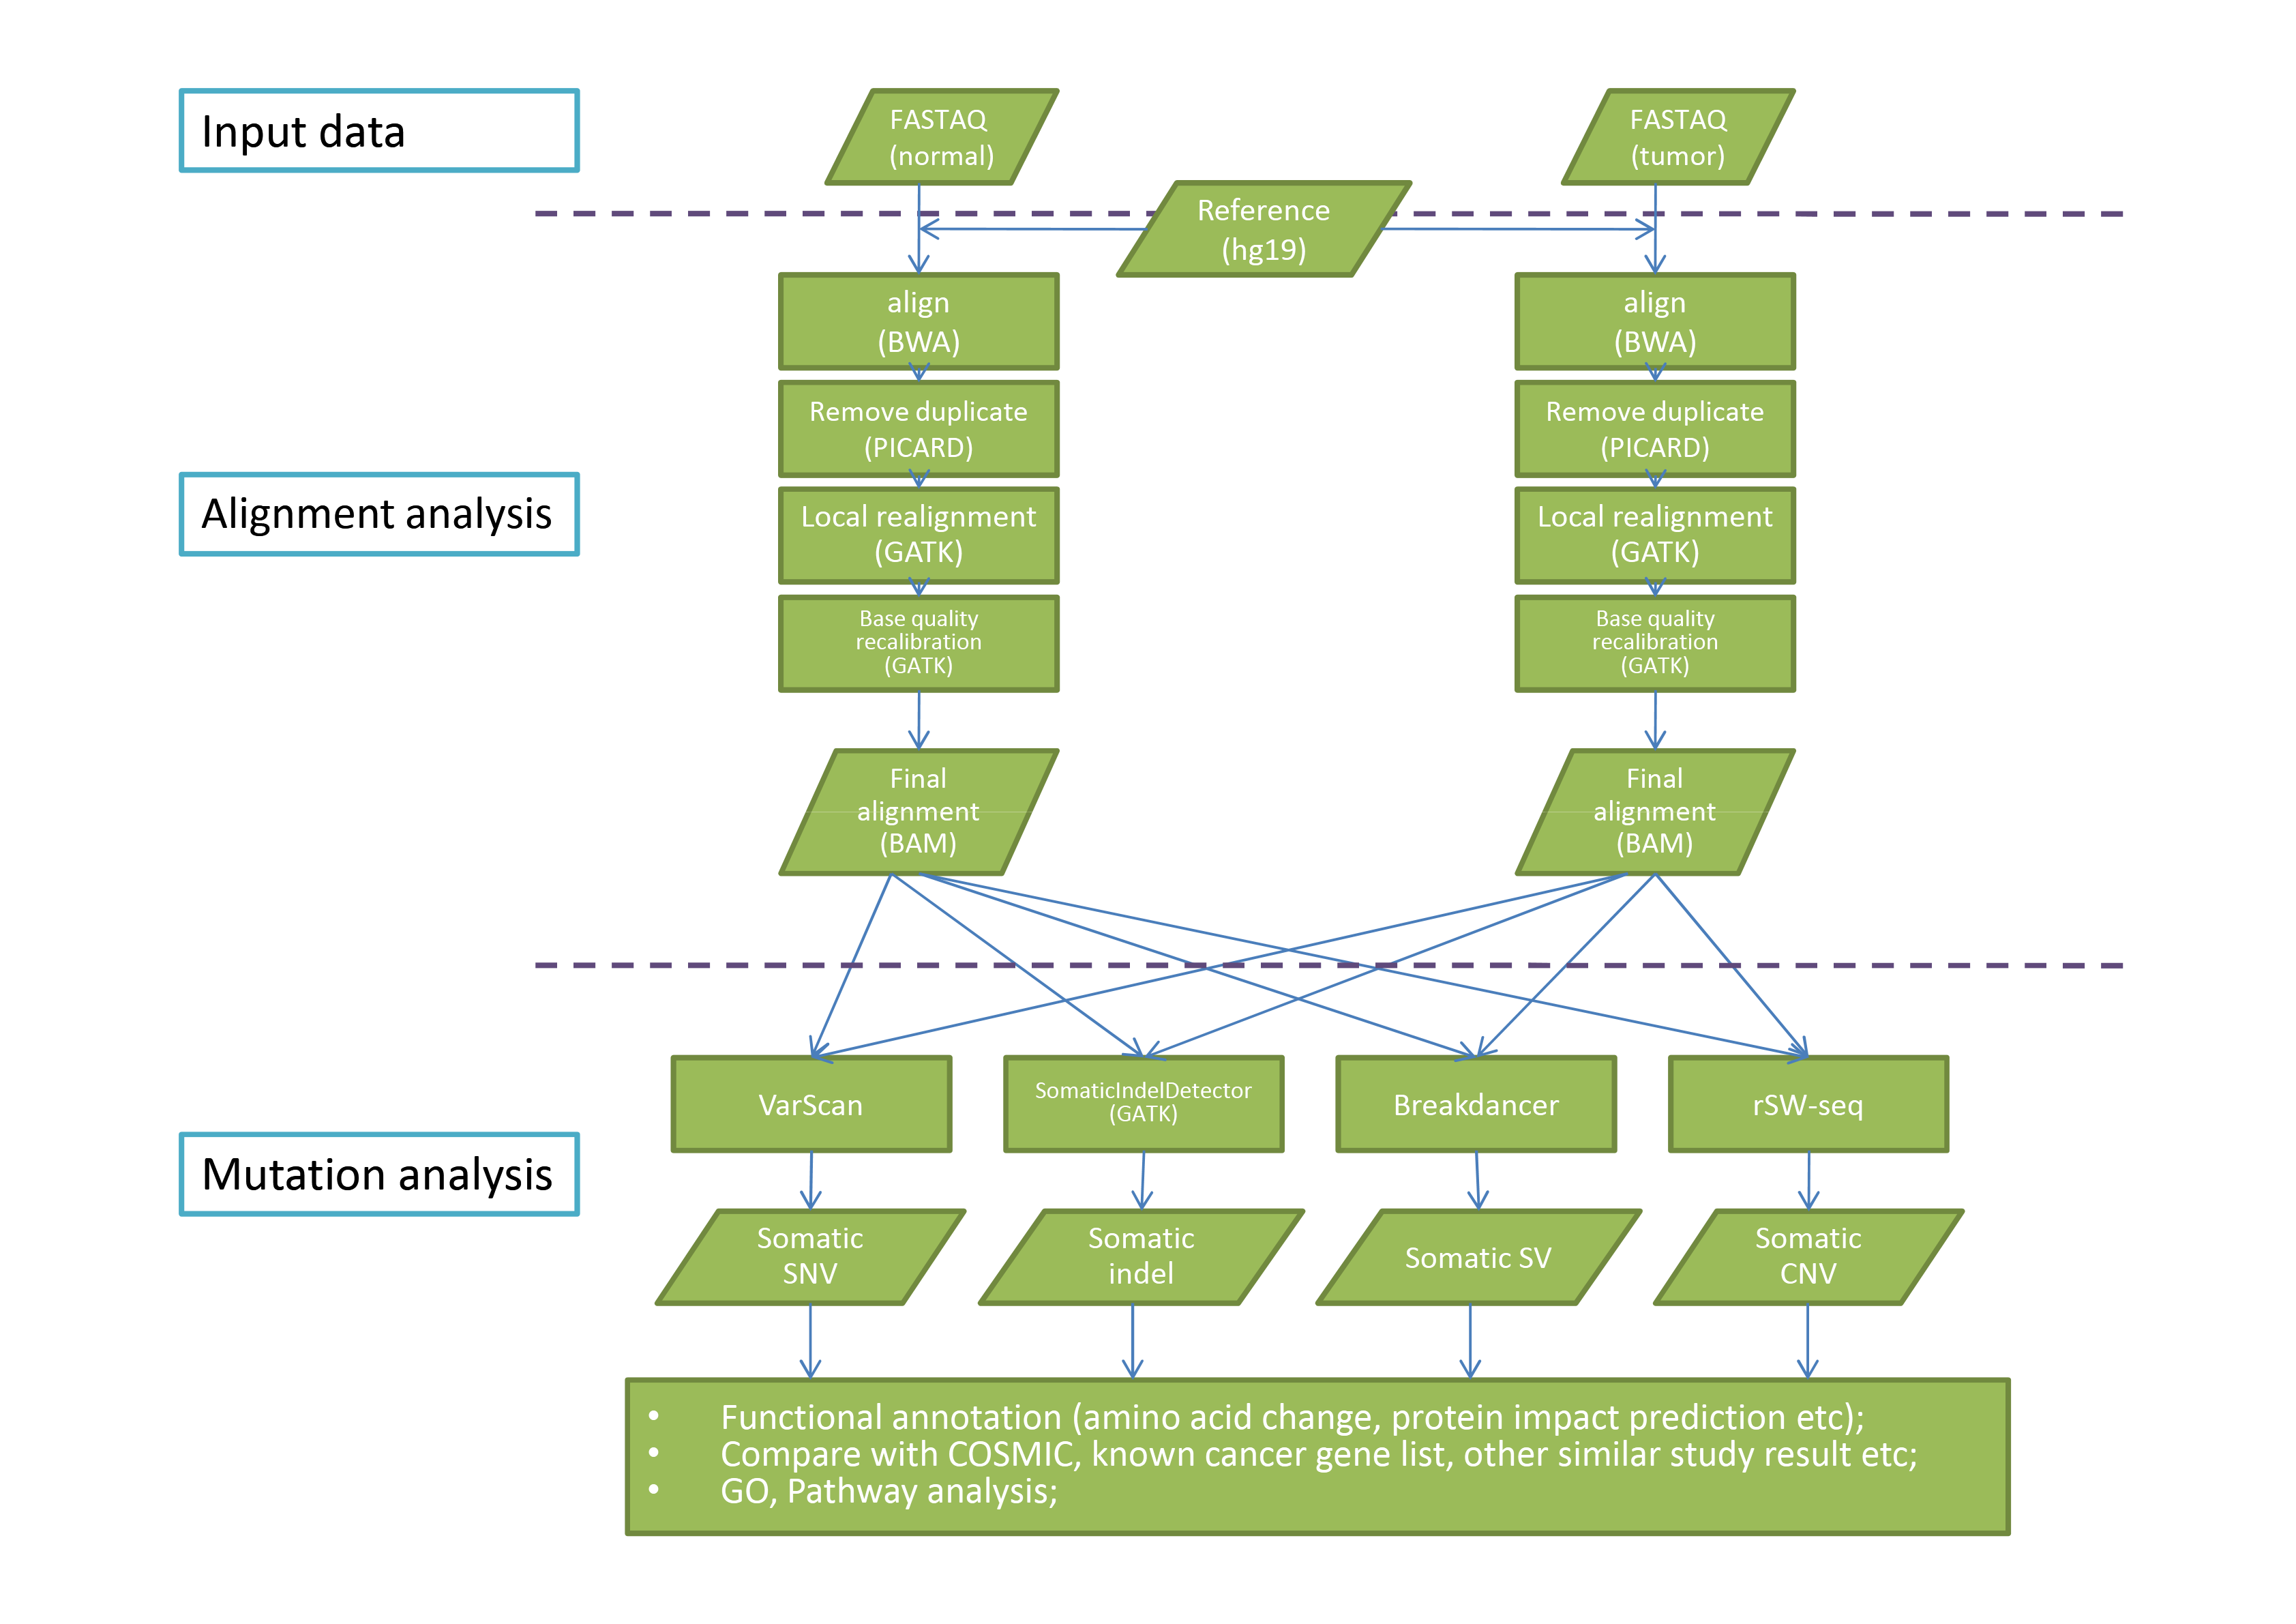 Input data
FASTAQ
(normal)
FASTAQ
(tumor)
Reference
(hg19)
align
(BWA)
align
(BWA)
Remove duplicate
(PICARD)
Remove duplicate
(PICARD)
Alignment analysis
Local realignment
(GATK)
Local realignment
(GATK)
Base quality
recalibration
(GATK)
Base quality
recalibration
(GATK)
Final
alignment
(BAM)
Final
alignment
(BAM)
VarScan
SomaticIndelDetector
(GATK)
Breakdancer
rSW-seq
Mutation analysis
Somatic
SNV
Somatic
indel
Somatic SV
Somatic
CNV
• Functional annotation (amino acid change, protein impact prediction etc);
• Compare with COSMIC, known cancer gene list, other similar study result etc;
• GO, Pathway analysis;